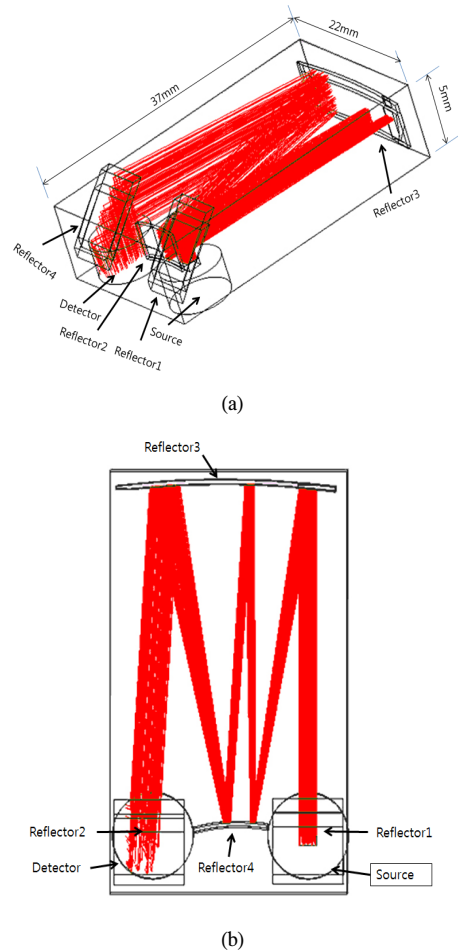 22mm
37mm
5mm
Reflector3
Reflector4
Detector
Reflector2
Reflector1
Source
(a)
Reflector3
Reflector2
Reflector1
Detector
Reflector4
Source
(b)